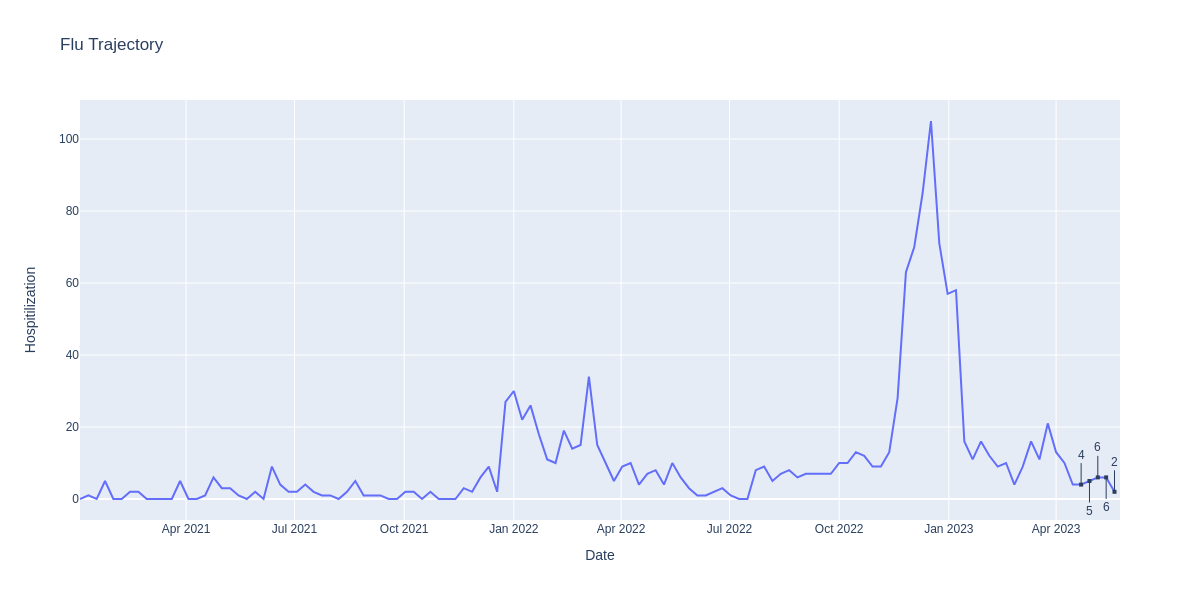 Flu Trajectory
100
80
60
40
20
0
Hospitilization
4
6
2
5
6
Apr 2021
Jul 2021
Oct 2021
Jan 2022
Apr 2022
Jul 2022
Oct 2022
Jan 2023
Apr 2023
Date